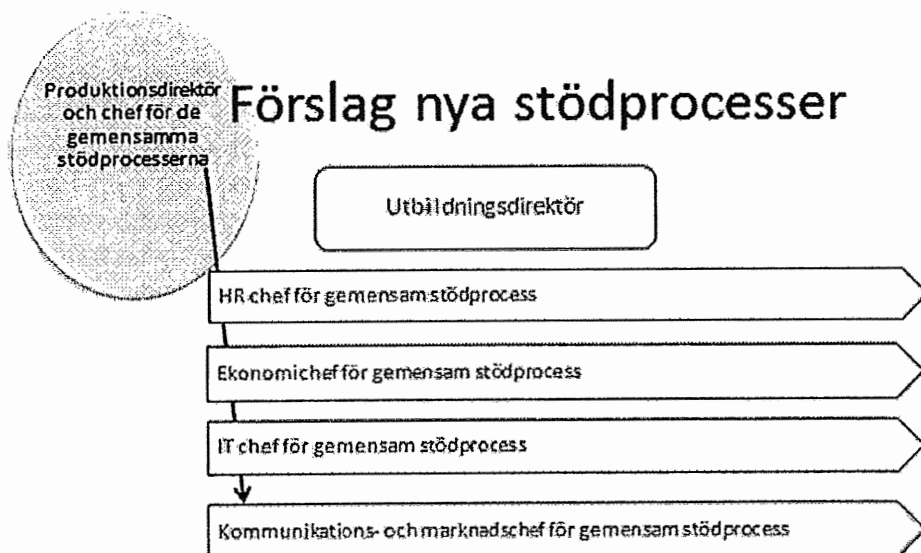 Produktionsdirektör
och chef för de
gemensamma
stödprocesserna
Förslag nya stödprocesser
Utbildningsdirektör
HR-chef för gemensam stödprocess
Ekonomichef för gemensam stödprocess
IT chef för gemensam stödprocess
Kommunikations- och marknadschef för gemensam stödprocess